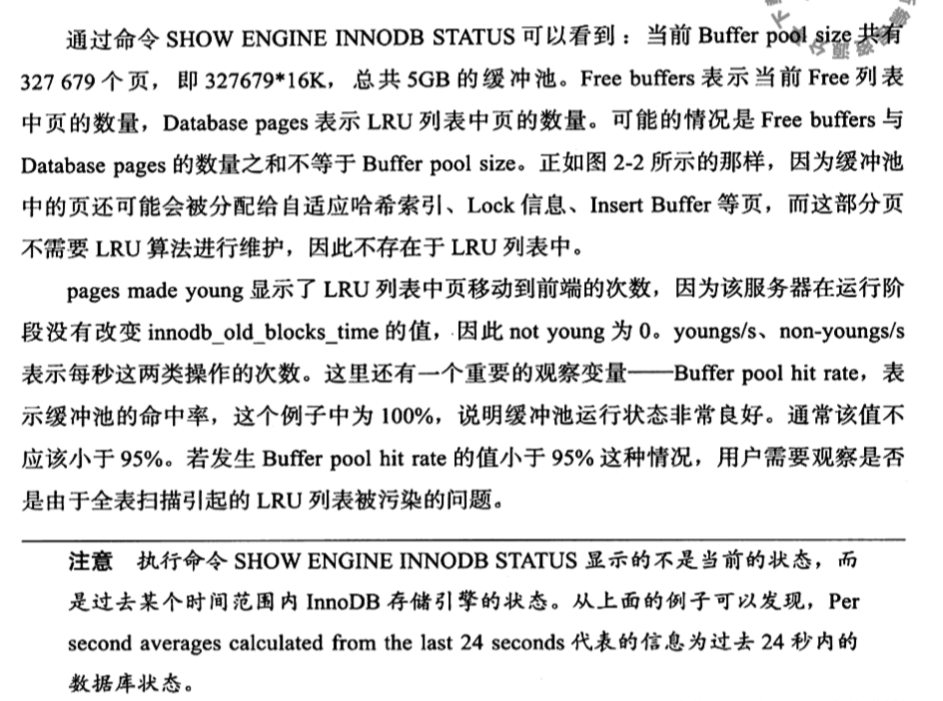 通过命令 SHOW ENGINE INNODB STATUS 可以看到：当前 Buffer pool size 共有
327 679 个页，即 327679*16K，总共 5GB 的缓冲池。Free buffers 表示当前 Free 列表
中页的数量，Database pages 表示 LRU 列表中页的数量。可能的情况是 Free buffers 与
Database pages 的数量之和不等于 Buffer pool size。正如图 2-2 所示的那样，因为缓冲池
中的页还可能会被分配给自适应哈希索引、Lock 信息、Insert Buffer 等页，而这部分页
不需要 LRU 算法进行维护，因此不存在于 LRU 列表中。
pages made young 显示了 LRU 列表中页移动到前端的次数，因为该服务器在运行阶
段没有改变 innodb_old_blocks_time 的值，因此 not young 为 0。youngs/s、non-youngs/s
表示每秒这两类操作的次数。这里还有一个重要的观察变量——Buffer pool hit rate，表
示缓冲池的命中率，这个例子中为 100%，说明缓冲池运行状态非常良好。通常该值不
应该小于 95%。若发生 Buffer pool hit rate 的值小于 95% 这种情况，用户需要观察是否
是由于全表扫描引起的 LRU 列表被污染的问题。
注意 执行命令 SHOW ENGINE INNODB STATUS 显示的不是当前的状态，而
是过去某个时间范围内 InnoDB 存储引擎的状态。从上面的例子可以发现，Per
second averages calculated from the last 24 seconds 代表的信息为过去 24 秒内的
数据库状态。